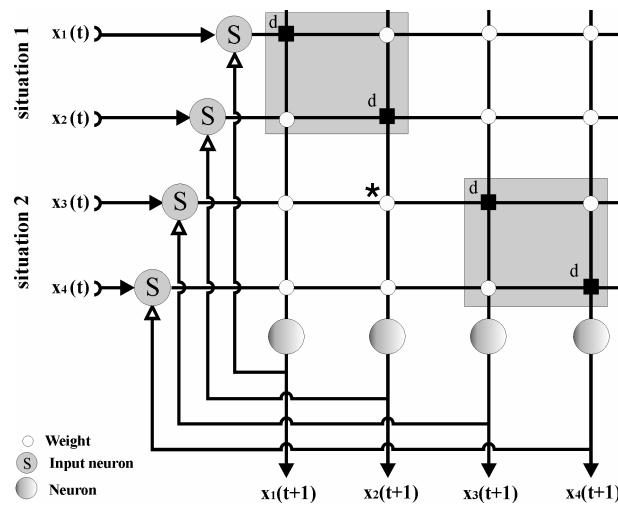 situation 1
x1(t)
S
d
x2(t)
S
d
situation 2
x3(t)
S
*
d
x4(t)
S
d
Weight
S Input neuron
Neuron
x1(t+1) x2(t+1) x3(t+1) x4(t+1)